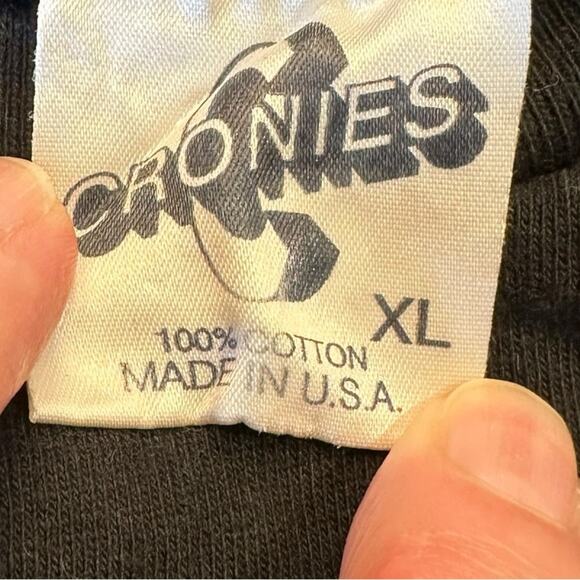 CRONIES
XL
100% COTTON
MADE IN U.S.A.